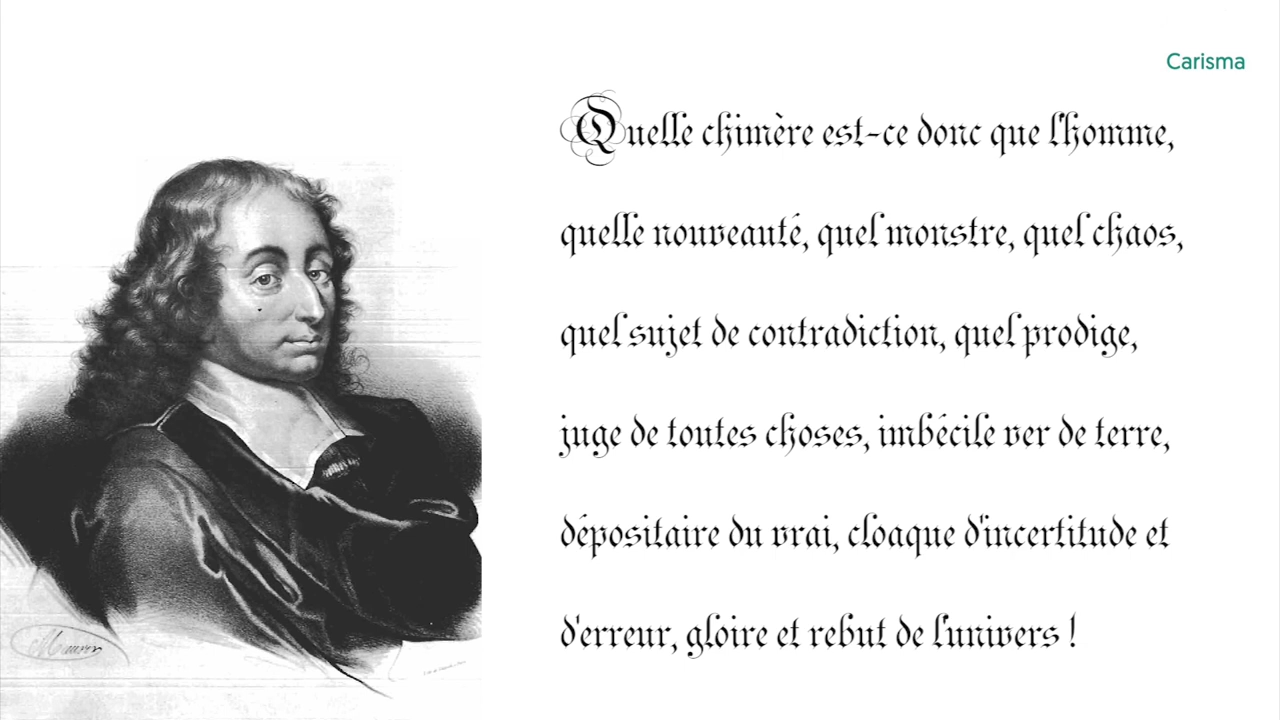 Carisma
Quelle chimère est-ce donc que l'homme,
quelle nouveauté, quel monstre, quel chaos,
quel sujet de contradiction, quel prodige,
juge de toutes choses, imbécile ver de terre,
dépositaire du vrai, cloaque d'incertitude et
d'erreur, gloire et rebut de l'univers !